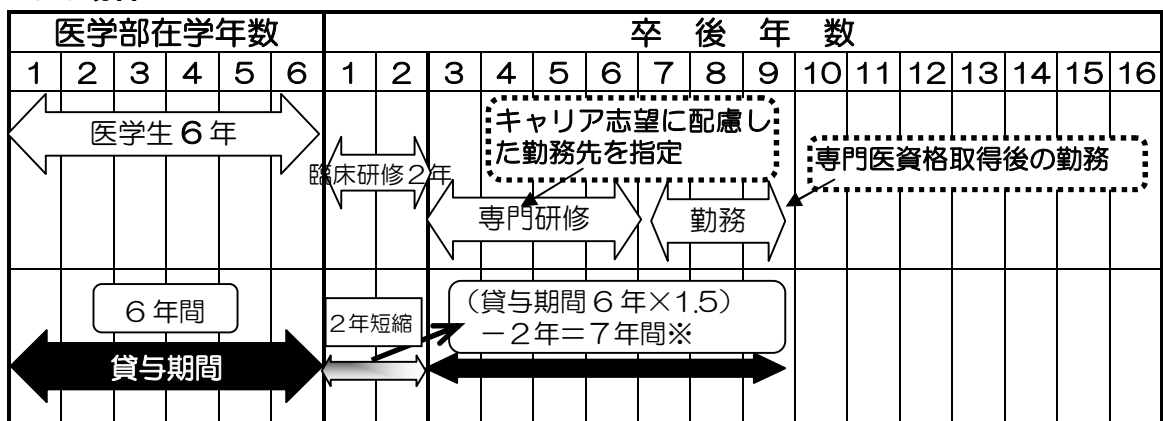 医学部在学年数 卒後年数
1 2 3 4 5 6 1 2 3 4 5 6 7 8 9 10 11 12 13 14 15 16
医学生6年
キャリア志望に配慮し
た勤務先を指定
専門医資格取得後の勤務
臨床研修2年
専門研修
勤務
6年間
2年短縮
(貸与期間6年×1.5)
－2年＝7年間※
貸与期間